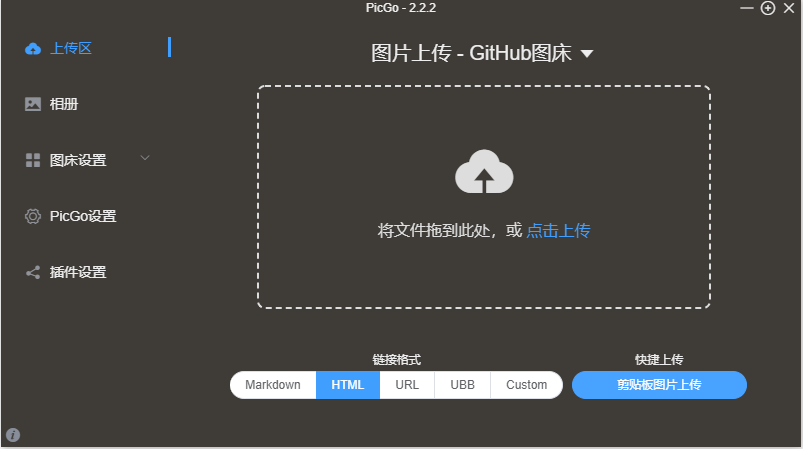 PicGo - 2.2.2
上传区
相册
图床设置
PicGo设置
插件设置
图片上传 - GitHub图床
将文件拖到此处，或 点击上传
链接格式
Markdown HTML URL UBB Custom
快捷上传
剪贴板图片上传